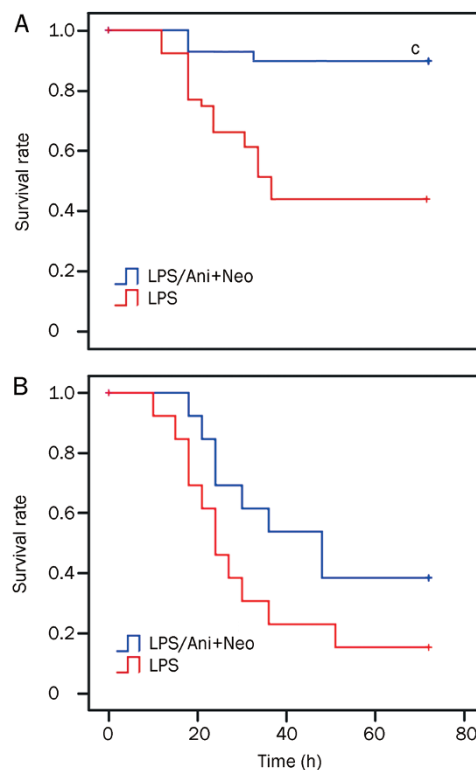 A
1.0
c
0.8
0.6
0.4
0.2
0
Survival rate
LPS/Ani+Neo
LPS
B
1.0
0.8
0.6
0.4
0.2
0
Survival rate
LPS/Ani+Neo
LPS
0 20 40 60 80
Time (h)